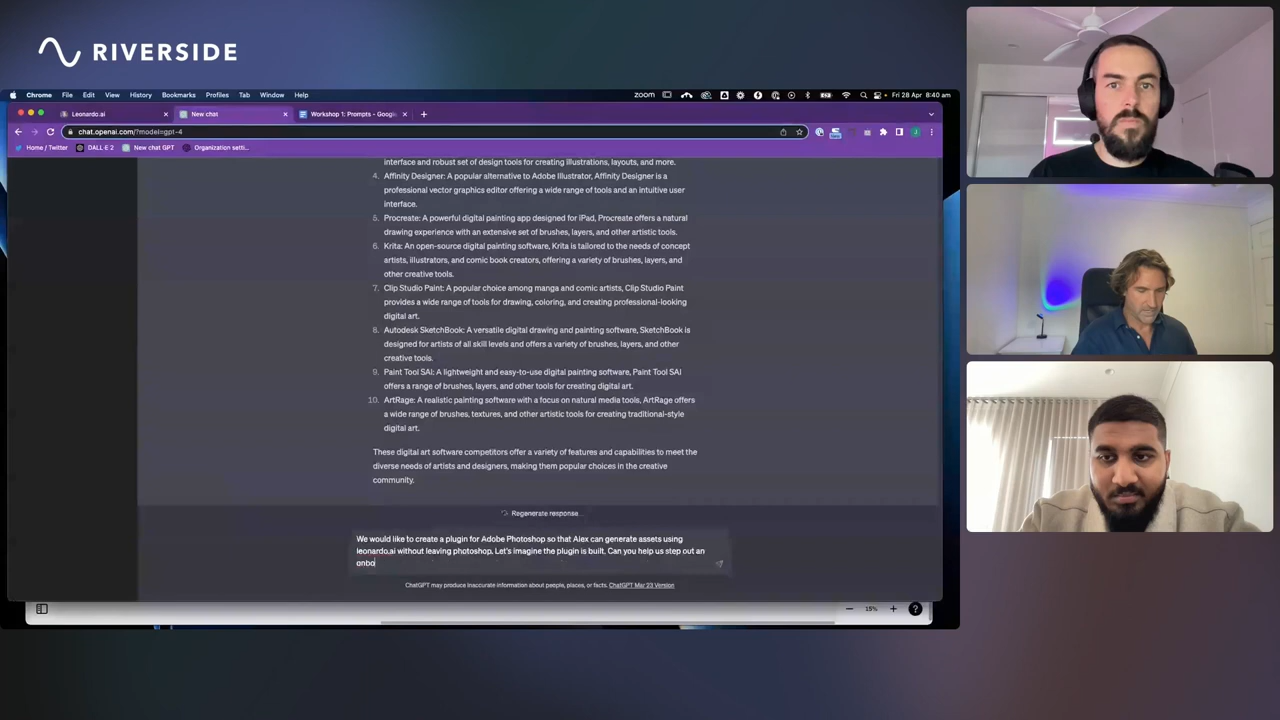 RIVERSIDE
Chrome File Edit View History Bookmarks Profiles Tab Window Help
zoom Fri 28 Apr 8:40 am
Leonardo.ai New chat Workshop 1: Prompts - Google
chat.openai.com/?model=gpt-4
Home / Twitter DALL·E 2 New chat GPT Organization setti...
interface and robust set of design tools for creating illustrations, layouts, and more.
4. Affinity Designer: A popular alternative to Adobe Illustrator, Affinity Designer is a
professional vector graphics editor offering a wide range of tools and an intuitive user
interface.
5. Procreate: A powerful digital painting app designed for iPad, Procreate offers a natural
drawing experience with an extensive set of brushes, layers, and other artistic tools.
6. Krita: An open-source digital painting software, Krita is tailored to the needs of concept
artists, illustrators, and comic book creators, offering a variety of brushes, layers, and
other creative tools.
7. Clip Studio Paint: A popular choice among manga and comic artists, Clip Studio Paint
provides a wide range of tools for drawing, coloring, and creating professional-looking
digital art.
8. Autodesk SketchBook: A versatile digital drawing and painting software, SketchBook is
designed for artists of all skill levels and offers a variety of brushes, layers, and other
creative tools.
9. Paint Tool SAI: A lightweight and easy-to-use digital painting software, Paint Tool SAI
offers a range of brushes, layers, and other tools for creating digital art.
10. ArtRage: A realistic painting software with a focus on natural media tools, ArtRage offers
a wide range of brushes, textures, and other artistic tools for creating traditional-style
digital art.
These digital art software competitors offer a variety of features and capabilities to meet the
diverse needs of artists and designers, making them popular choices in the creative
community.
Regenerate response
We would like to create a plugin for Adobe Photoshop so that Alex can generate assets using
leonardo.ai without leaving photoshop. Let's imagine the plugin is built, Can you help us step out an
onbo
ChatGPT may produce inaccurate information about people, places, or facts. ChatGPT Mar 23 Version
15%